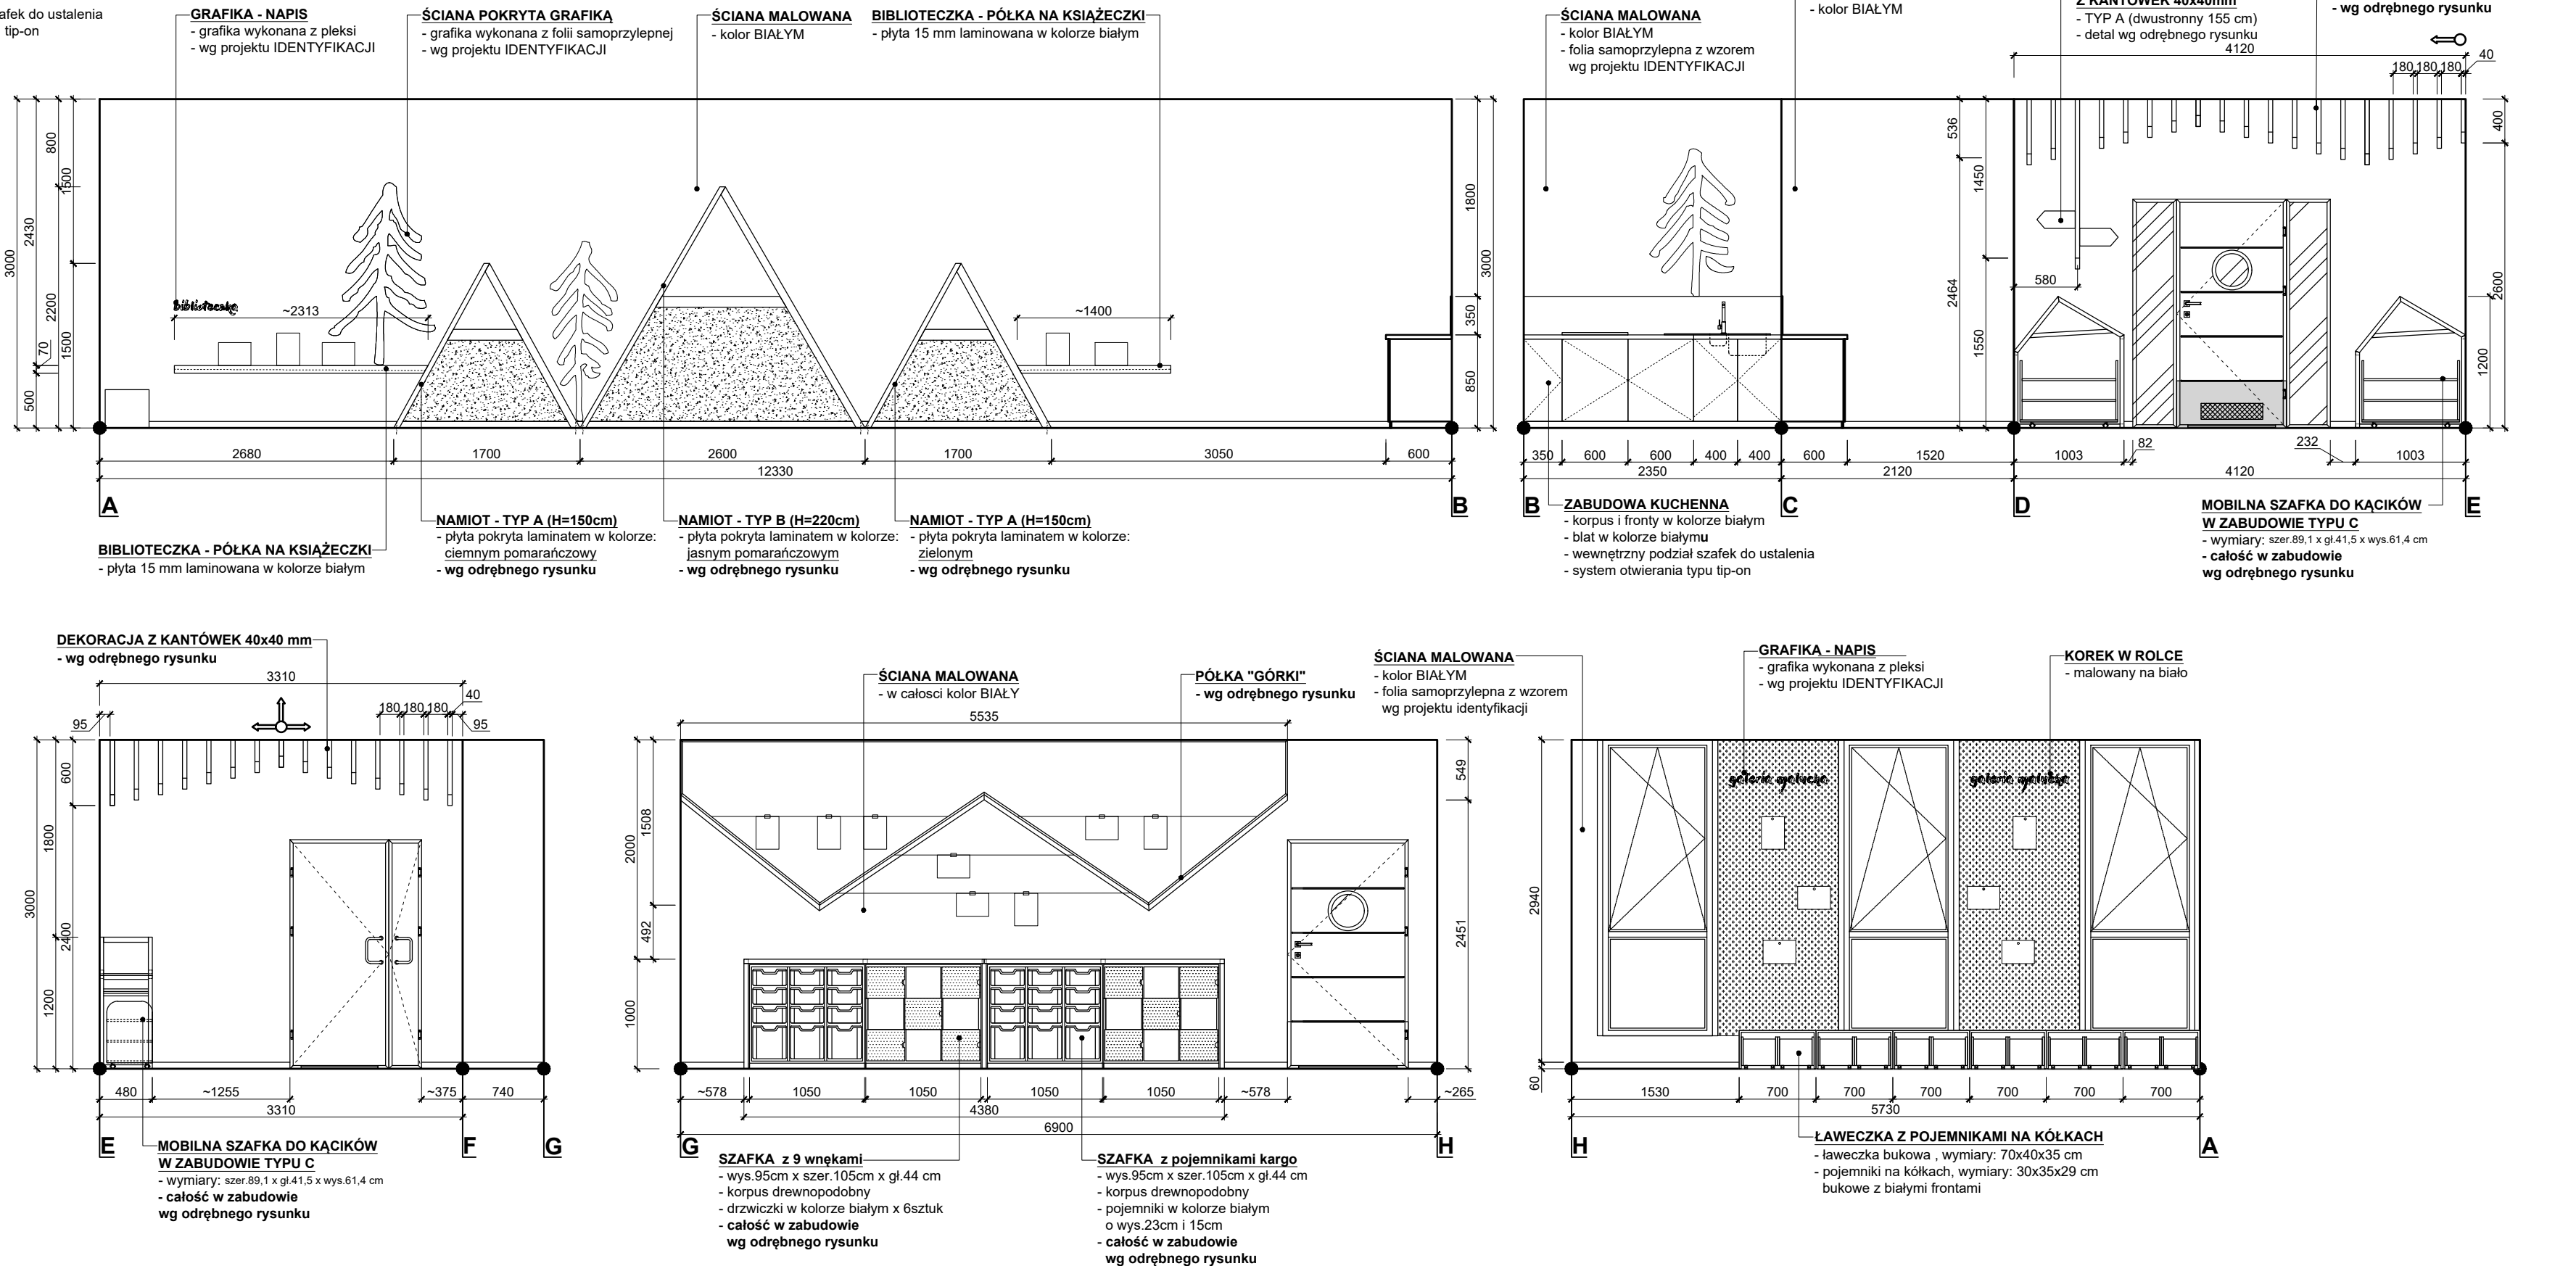 afek do ustalenia
tip-on
GRAFIKA - NAPIS
- grafika wykonana z pleksi
- wg projektu IDENTYFIKACJI
ŚCIANA POKRYTA GRAFIKĄ
- grafika wykonana z folii samoprzylepnej
- wg projektu IDENTYFIKACJI
ŚCIANA MALOWANA
- kolor BIAŁYM
BIBLIOTECZKA - PÓŁKA NA KSIĄŻECZKI
- płyta 15 mm laminowana w kolorze białym
ŚCIANA MALOWANA
- kolor BIAŁYM
- folia samoprzylepna z wzorem
wg projektu IDENTYFIKACJI
- kolor BIAŁYM
Z KANTÓWEK 40x40mm
- TYP A (dwustronny 155 cm)
- detal wg odrębnego rysunku
- wg odrębnego rysunku
4120
40
180 180 180
3000
2430
70
800
2200
500
1500
1500
biblioteczka
~2313
~1400
1800
350
850
3000
536
2464
1450
1550
580
400
2600
1200
2680
1700
2600
1700
3050
600
12330
350
600
600
400
400
600
1520
2350
2120
1003
82
232
1003
4120
A
B
B
C
D
E
BIBLIOTECZKA - PÓŁKA NA KSIĄŻECZKI
- płyta 15 mm laminowana w kolorze białym
NAMIOT - TYP A (H=150cm)
- płyta pokryta laminatem w kolorze:
ciemnym pomarańczowy
- wg odrębnego rysunku
NAMIOT - TYP B (H=220cm)
- płyta pokryta laminatem w kolorze:
jasnym pomarańczowym
- wg odrębnego rysunku
NAMIOT - TYP A (H=150cm)
- płyta pokryta laminatem w kolorze:
zielonym
- wg odrębnego rysunku
ZABUDOWA KUCHENNA
- korpus i fronty w kolorze białym
- blat w kolorze białymu
- wewnętrzny podział szafek do ustalenia
- system otwierania typu tip-on
MOBILNA SZAFKA DO KĄCIKÓW
W ZABUDOWIE TYPU C
- wymiary: szer.89,1 x gł.41,5 x wys.61,4 cm
- całość w zabudowie
wg odrębnego rysunku
DEKORACJA Z KANTÓWEK 40x40 mm
- wg odrębnego rysunku
3310
95
180 180 180
40
95
3000
1800
1200
600
2400
480
~1255
~375
740
3310
E
F
G
MOBILNA SZAFKA DO KĄCIKÓW
W ZABUDOWIE TYPU C
- wymiary: szer.89,1 x gł.41,5 x wys.61,4 cm
- całość w zabudowie
wg odrębnego rysunku
ŚCIANA MALOWANA
- w całosci kolor BIAŁY
PÓŁKA "GÓRKI"
- wg odrębnego rysunku
5535
2000
1000
1508
492
549
2451
~578
1050
1050
1050
1050
~578
~265
4380
6900
G
H
SZAFKA z 9 wnękami
- wys.95cm x szer.105cm x gł.44 cm
- korpus drewnopodobny
- drzwiczki w kolorze białym x 6sztuk
- całość w zabudowie
wg odrębnego rysunku
SZAFKA z pojemnikami kargo
- wys.95cm x szer.105cm x gł.44 cm
- korpus drewnopodobny
- pojemniki w kolorze białym
o wys.23cm i 15cm
- całość w zabudowie
wg odrębnego rysunku
ŚCIANA MALOWANA
- kolor BIAŁYM
- folia samoprzylepna z wzorem
wg projektu identyfikacji
GRAFIKA - NAPIS
- grafika wykonana z pleksi
- wg projektu IDENTYFIKACJI
KOREK W ROLCE
- malowany na biało
2940
60
1530
700
700
700
700
700
700
5730
H
A
ŁAWECZKA Z POJEMNIKAMI NA KÓŁKACH
- ławeczka bukowa , wymiary: 70x40x35 cm
- pojemniki na kółkach, wymiary: 30x35x29 cm
bukowe z białymi frontami